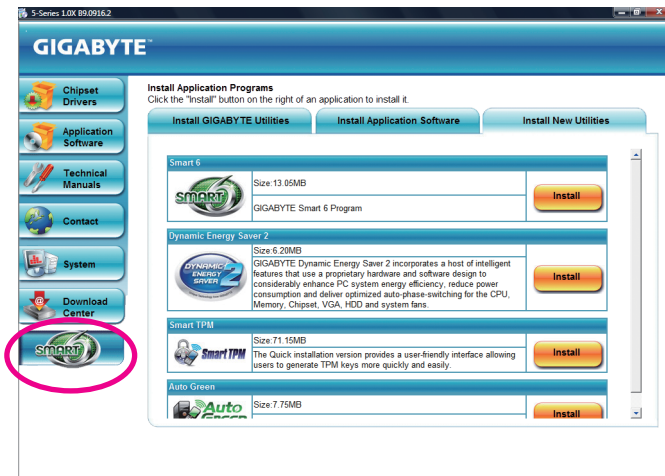 5-Series 1.0X B9.0916.2
GIGABYTE™
Chipset
Drivers
Application
Software
Technical
Manuals
Contact
System
Download
Center
SMART6
Install Application Programs
Click the "Install" button on the right of an application to install it.
Install GIGABYTE Utilities
Install Application Software
Install New Utilities
Smart 6
SMART6
Size:13.05MB
GIGABYTE Smart 6 Program
Install
Dynamic Energy Saver 2
DYNAMIC
ENERGY
SAVER 2
Size:6.20MB
GIGABYTE Dynamic Energy Saver 2 incorporates a host of intelligent
features that use a proprietary hardware and software design to
considerably enhance PC system energy efficiency, reduce power
consumption and deliver optimized auto-phase-switching for the CPU,
Memory, Chipset, VGA, HDD and system fans.
Install
Smart TPM
Smart TPM
Size:71.15MB
The Quick installation version provides a user-friendly interface allowing
users to generate TPM keys more quickly and easily.
Install
Auto Green
Auto
GREEN
Size:7.75MB
Install